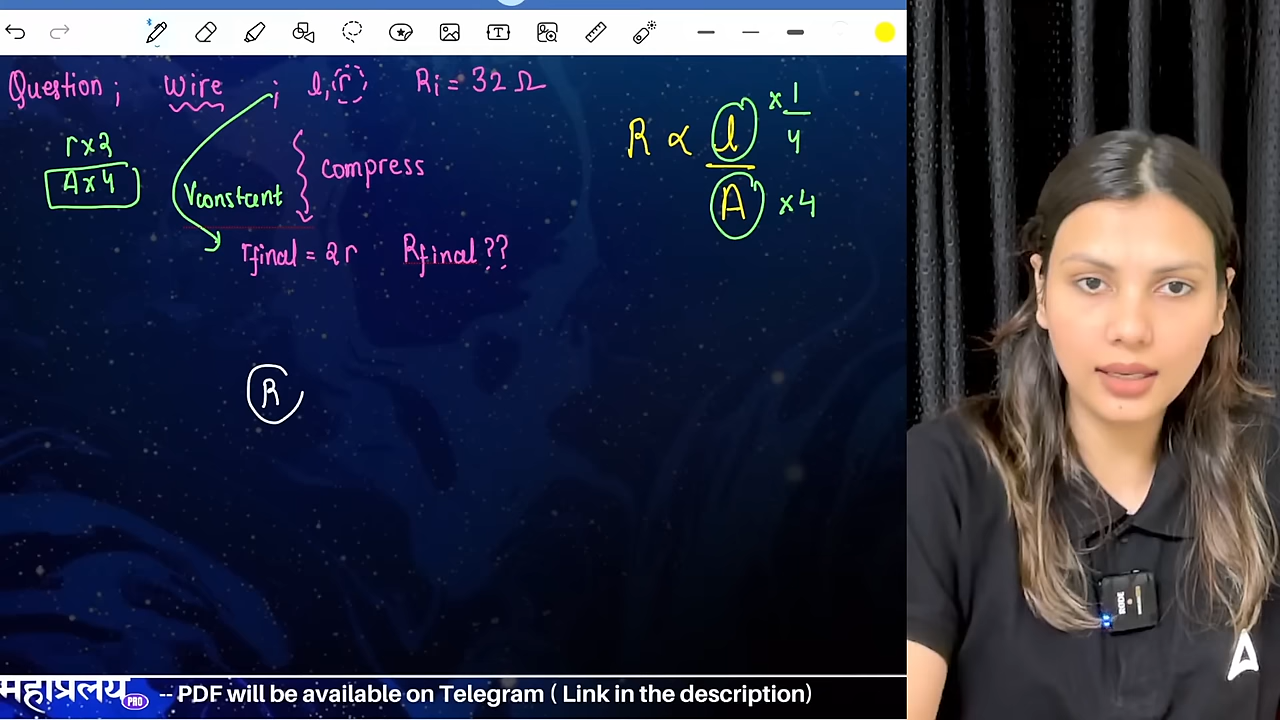 Question ; Wire ; l, r Ri = 32 Ω
r x 2
A x 4
Vconstant
compress
rfinal = 2r Rfinal ??
R ∝ l x 1/4
A x 4
R
RODE
महाप्रलय PRO -- PDF will be available on Telegram ( Link in the description)